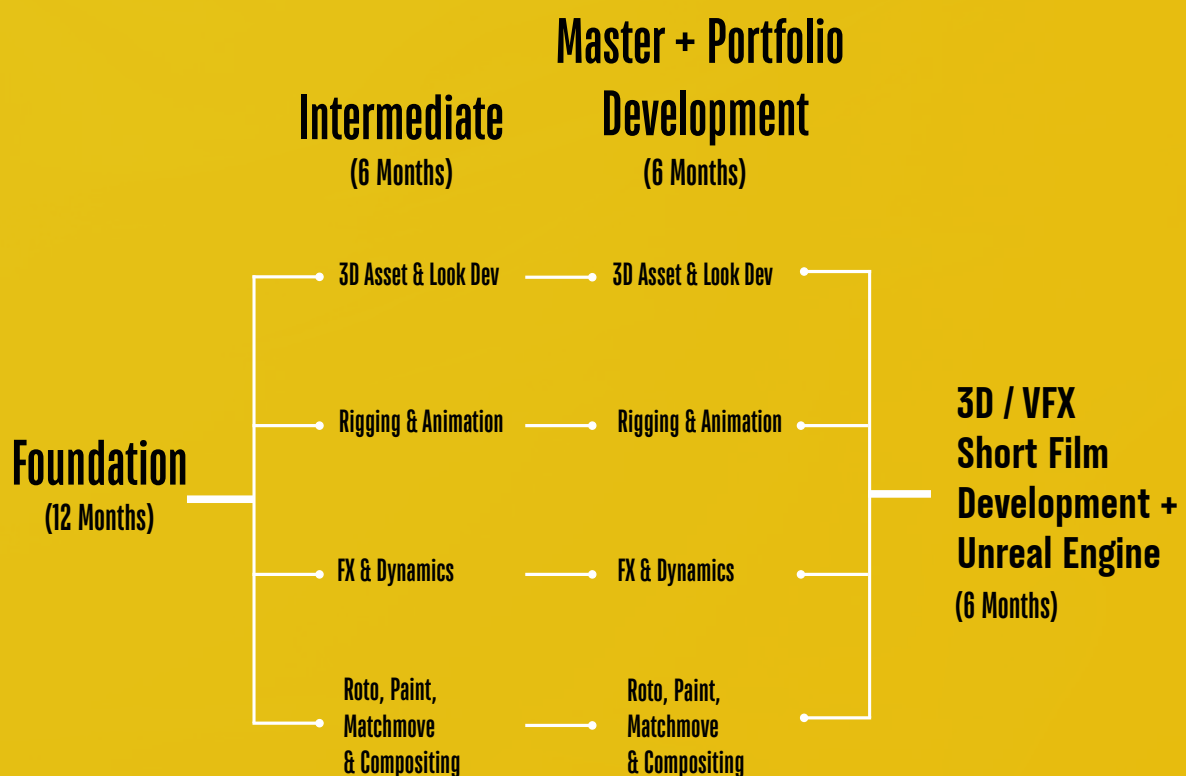 Master + Portfolio
Development
(6 Months)
Intermediate
(6 Months)
3D Asset & Look Dev
3D Asset & Look Dev
Rigging & Animation
Rigging & Animation
Foundation
(12 Months)
3D / VFX
Short Film
Development +
Unreal Engine
(6 Months)
FX & Dynamics
FX & Dynamics
Roto, Paint,
Matchmove
& Compositing
Roto, Paint,
Matchmove
& Compositing